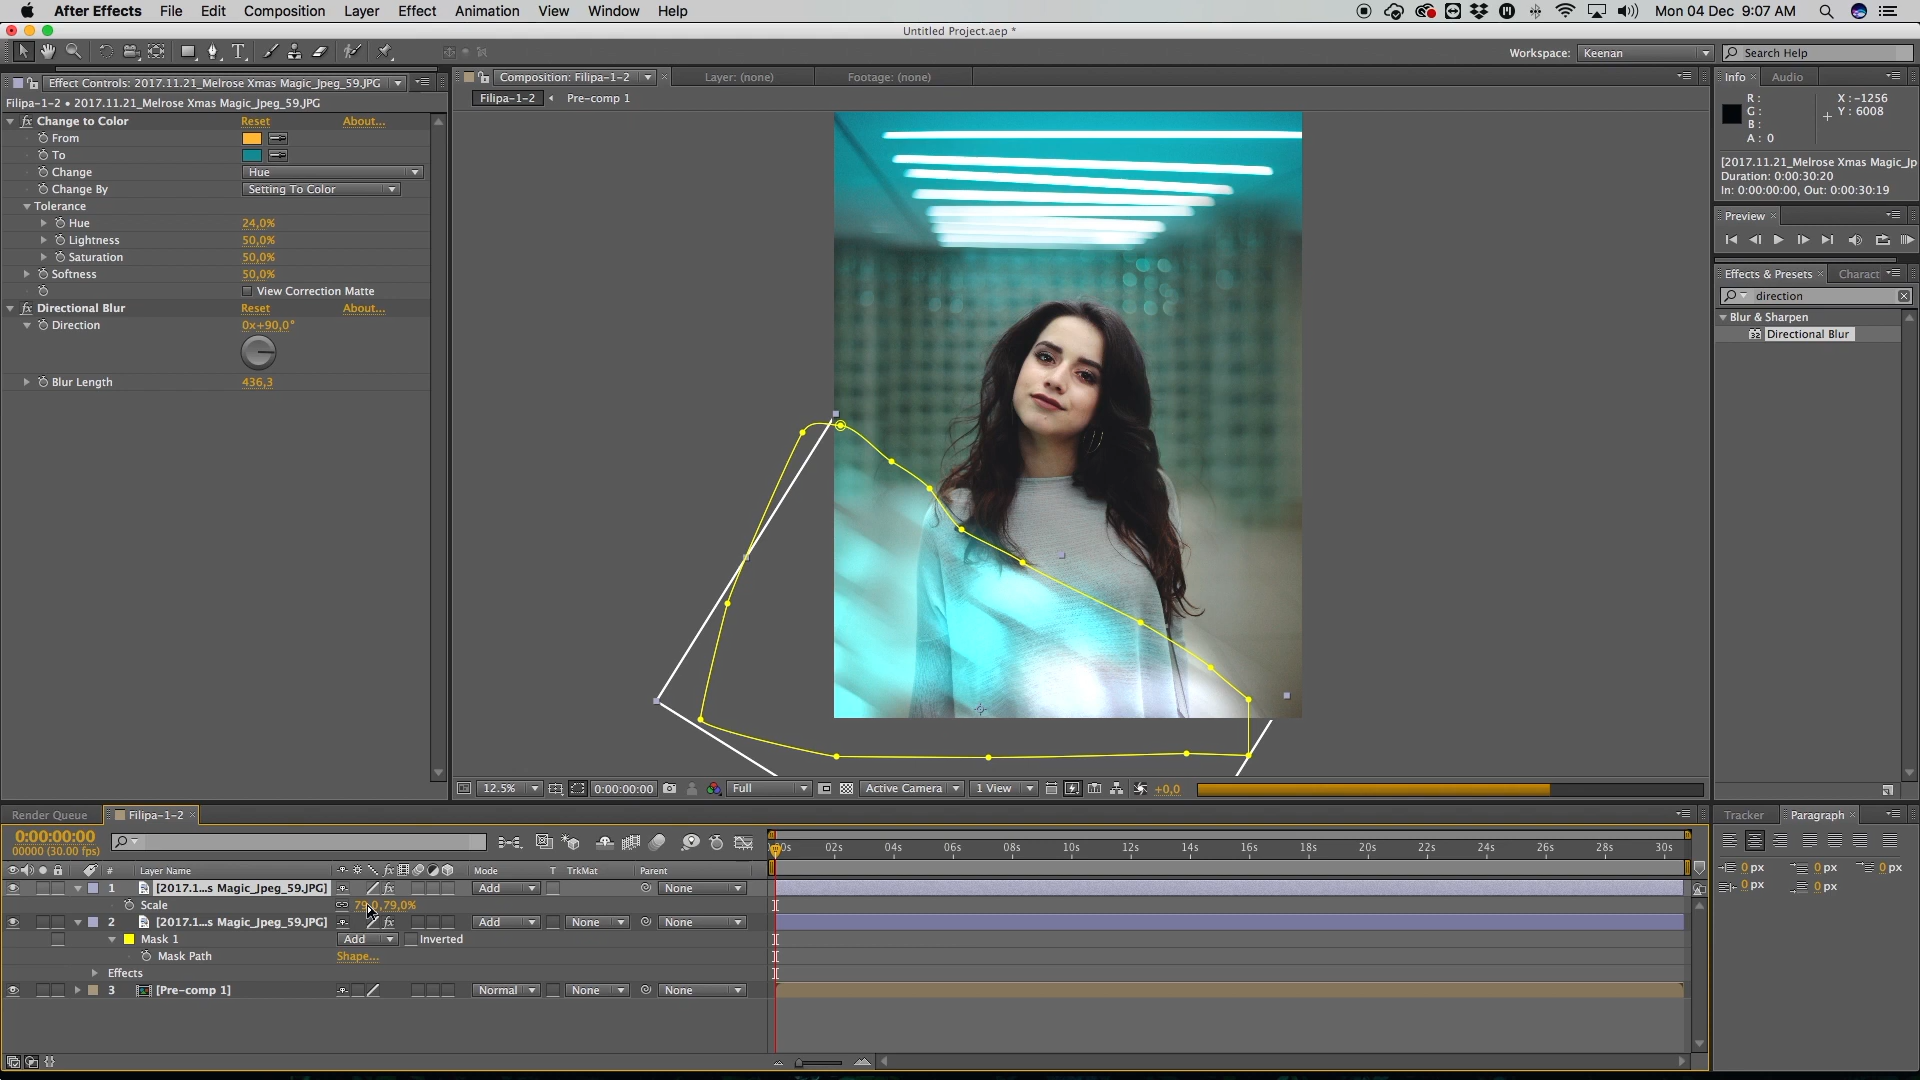 After Effects File Edit Composition Layer Effect Animation View Window Help Mon 04 Dec 9:07 AM
Untitled Project.aep *
Workspace: Keenan Search Help
Effect Controls: 2017.11.21_Melrose Xmas Magic_Jpeg_59.JPG
Filipa-1-2 • 2017.11.21_Melrose Xmas Magic_Jpeg_59.JPG
fx Change to Color Reset About...
From
To
Change Hue
Change By Setting To Color
Tolerance
Hue 24,0%
Lightness 50,0%
Saturation 50,0%
Softness 50,0%
View Correction Matte
fx Directional Blur Reset About...
Direction 0x+90,0°
Blur Length 436,3
Composition: Filipa-1-2 Layer: (none) Footage: (none)
Filipa-1-2 Pre-comp 1
12.5% 0:00:00:00 Full Active Camera 1 View +0,0
Info Audio
R : X : -1256
G : Y : 6008
B :
A : 0
[2017.11.21_Melrose Xmas Magic_Jp
Duration: 0:00:30:20
In: 0:00:00:00, Out: 0:00:30:19
Preview
Effects & Presets Charact
direction
Blur & Sharpen
32 Directional Blur
Render Queue Filipa-1-2
0:00:00:00
00000 (30.00 fps)
02s 04s 06s 08s 10s 12s 14s 16s 18s 20s 22s 24s 26s 28s 30s
# Layer Name fx Mode T TrkMat Parent
1 [2017.1...s Magic_Jpeg_59.JPG] fx Add None
Scale 79,0,79,0%
2 [2017.1...s Magic_Jpeg_59.JPG] fx Add None None
Mask 1 Add Inverted
Mask Path Shape...
Effects
3 [Pre-comp 1] Normal None None
Tracker Paragraph
0 px 0 px 0 px
0 px 0 px